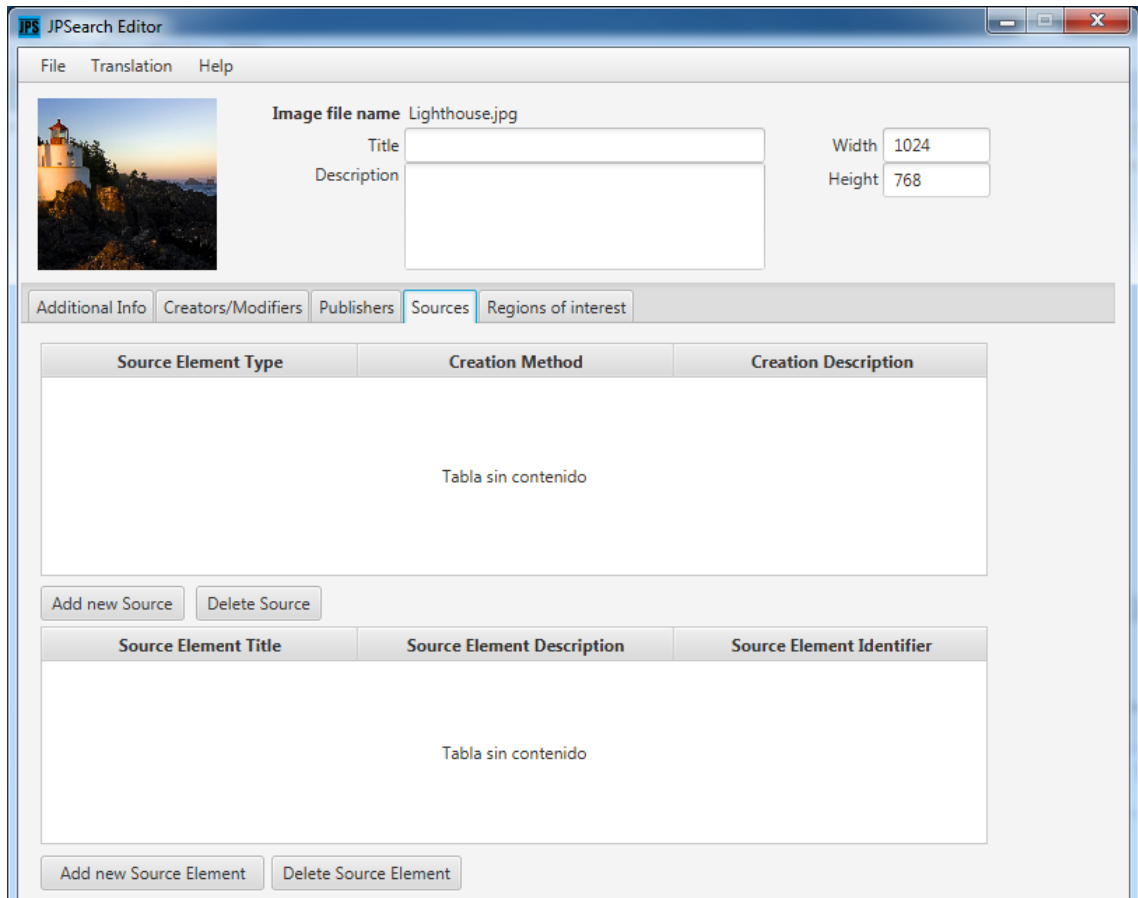 JPS JPSearch Editor
File Translation Help
Image file name Lighthouse.jpg
Title Width 1024
Description Height 768
Additional Info Creators/Modifiers Publishers Sources Regions of interest
Source Element Type Creation Method Creation Description
Tabla sin contenido
Add new Source Delete Source
Source Element Title Source Element Description Source Element Identifier
Tabla sin contenido
Add new Source Element Delete Source Element